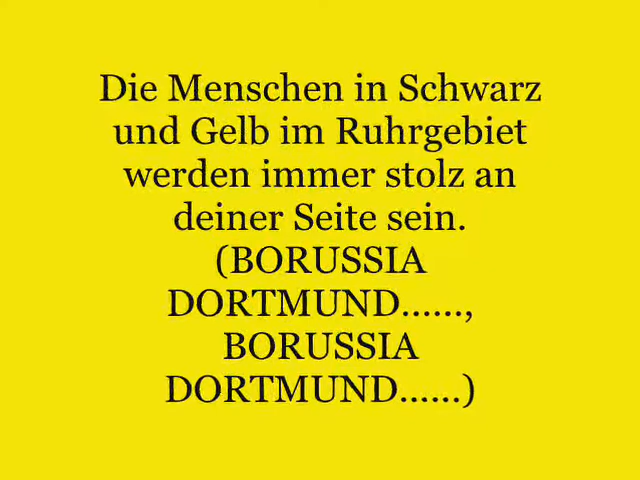 Die Menschen in Schwarz
und Gelb im Ruhrgebiet
werden immer stolz an
deiner Seite sein.
(BORUSSIA
DORTMUND......,
BORUSSIA
DORTMUND......)